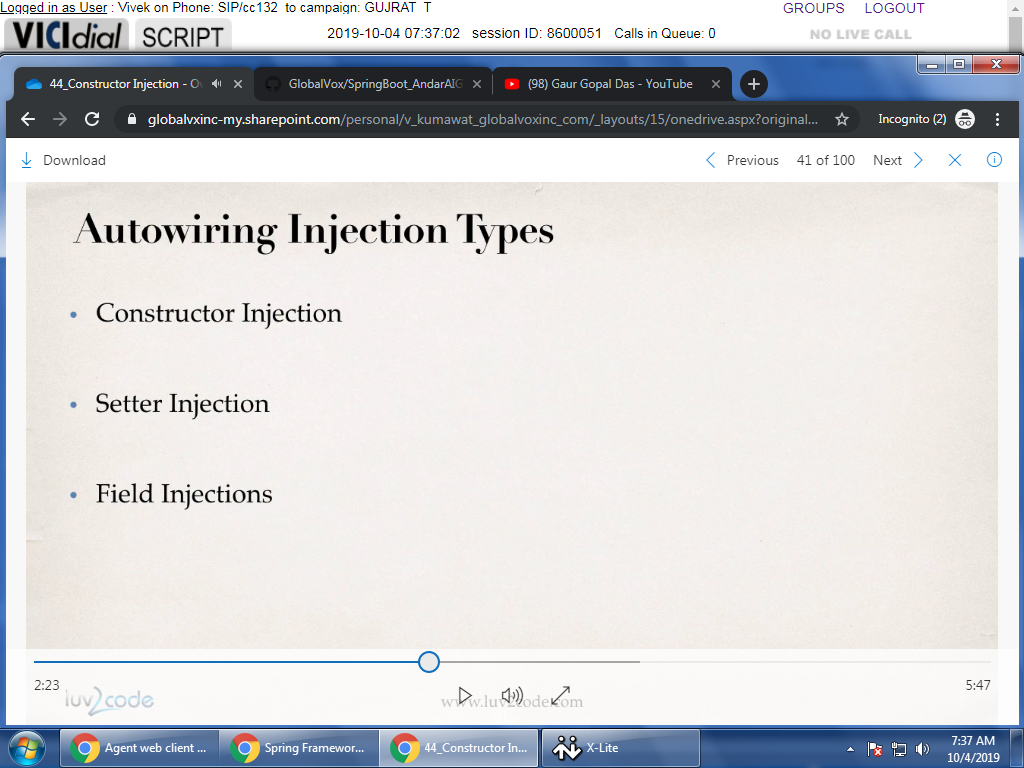 Logged in as User : Vivek on Phone: SIP/cc132 to campaign: GUJRAT_T GROUPS LOGOUT
VICIdial SCRIPT 2019-10-04 07:37:02 session ID: 8600051 Calls in Queue: 0 NO LIVE CALL
44_Constructor Injection - O GlobalVox/SpringBoot_AndarAlG (98) Gaur Gopal Das - YouTube
globalvxinc-my.sharepoint.com/personal/v_kumawat_globalvoxinc_com/_layouts/15/onedrive.aspx?original... Incognito (2)
Download Previous 41 of 100 Next
Autowiring Injection Types
• Constructor Injection
• Setter Injection
• Field Injections
2:23 5:47
luv2code www.luv2code.com
Agent web client ... Spring Framewor... 44_Constructor In... X-Lite 7:37 AM
10/4/2019